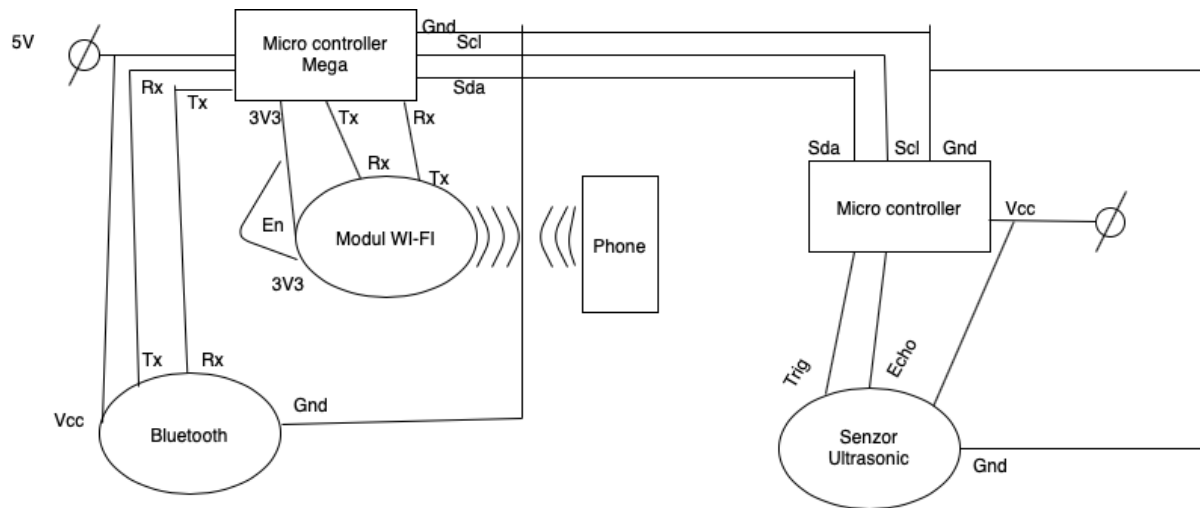 5V
Micro controller
Mega
Gnd
Scl
Sda
Rx
Tx
3V3
Tx
Rx
Rx
Tx
En
Modul WI-FI
3V3
Phone
Sda
Scl
Gnd
Micro controller
Vcc
Tx
Rx
Vcc
Gnd
Bluetooth
Trig
Echo
Senzor
Ultrasonic
Gnd